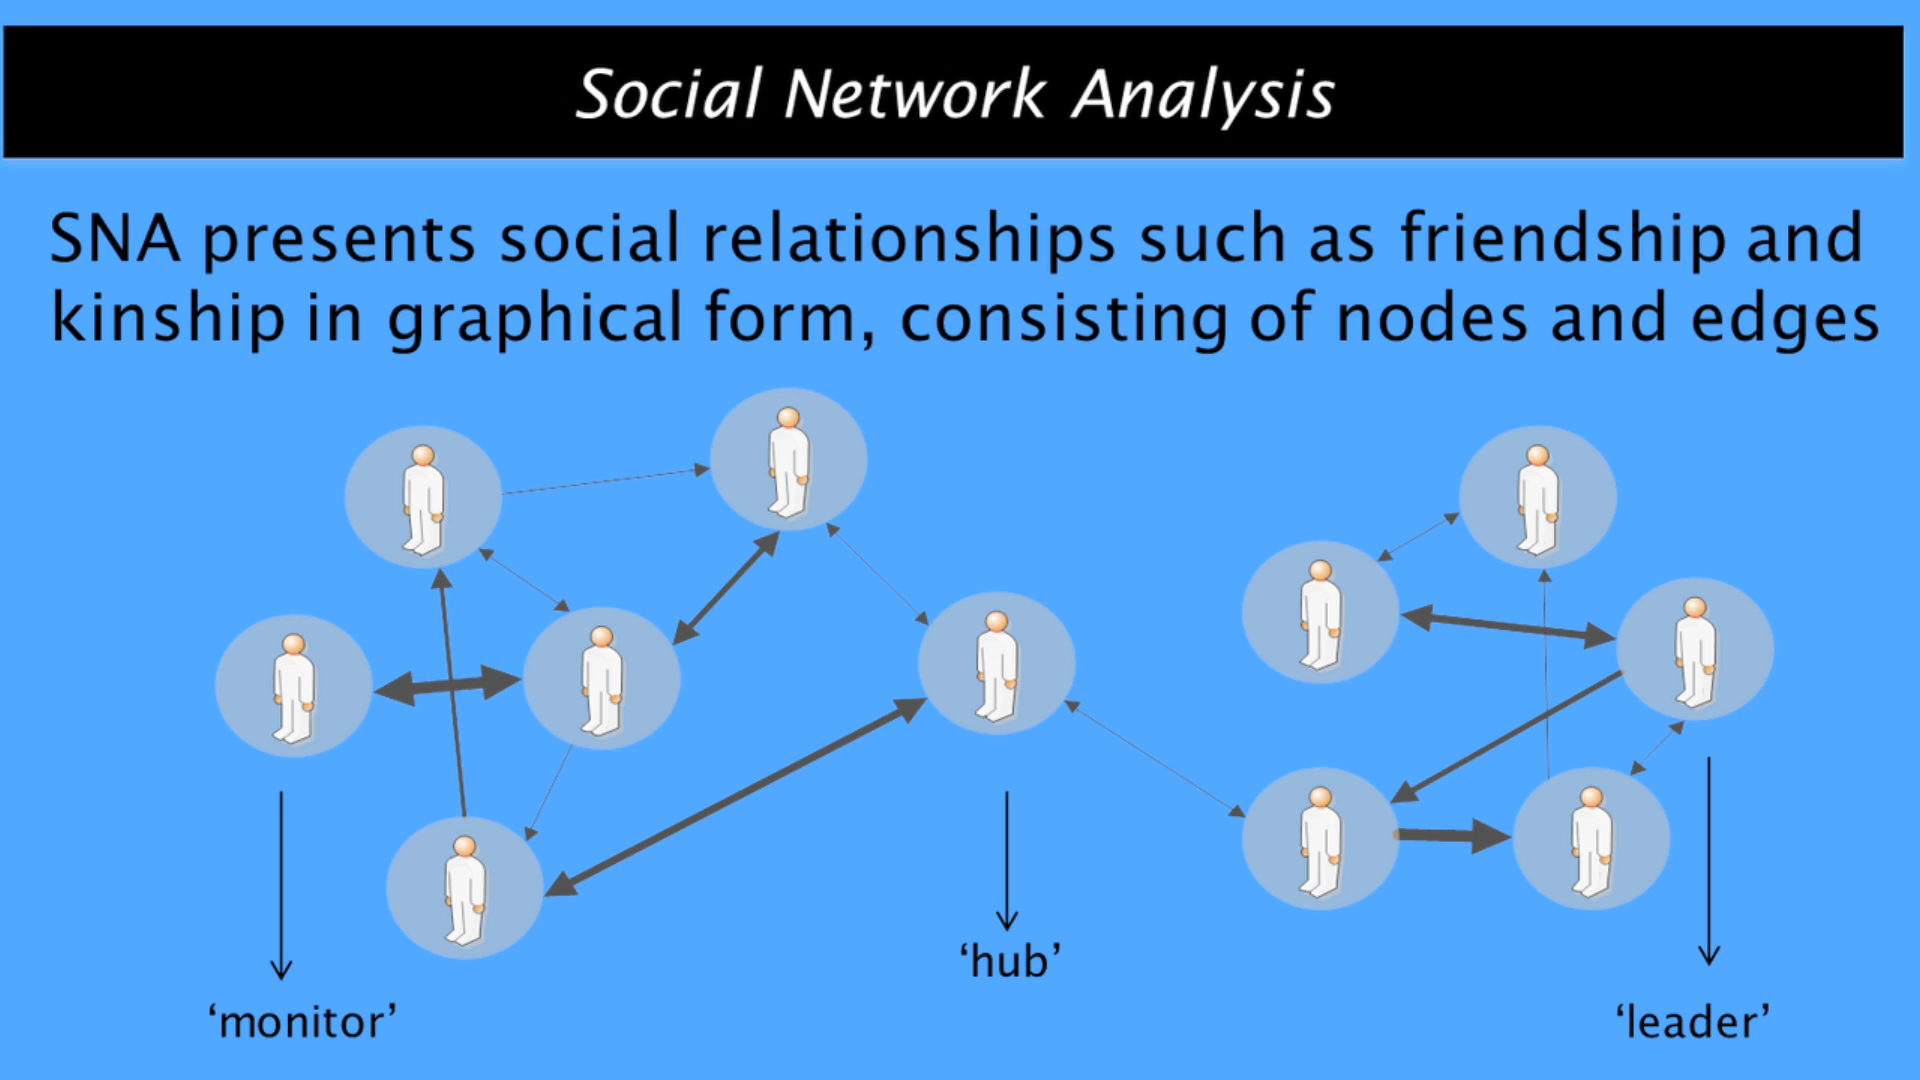 Social Network Analysis
SNA presents social relationships such as friendship and
kinship in graphical form, consisting of nodes and edges
‘hub’
‘monitor’
‘leader’